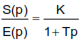 S(p)/E(p) = K/(1 + Tp)